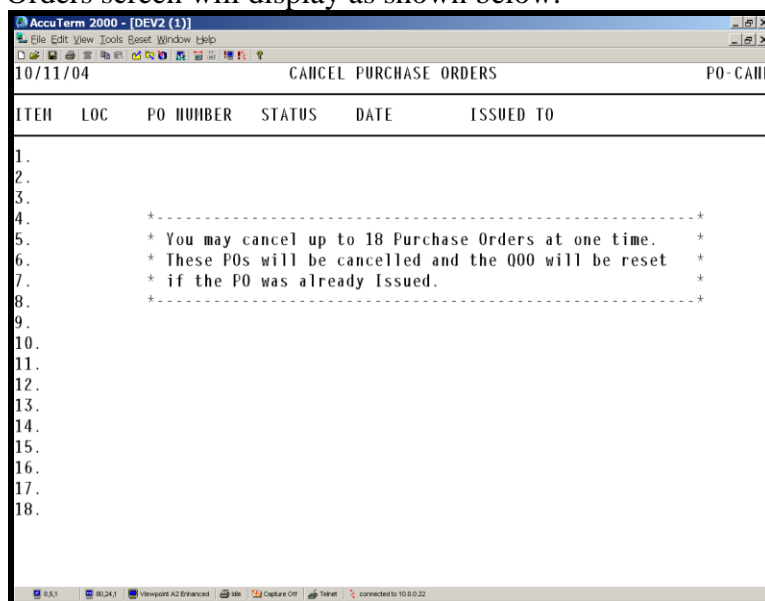 Orders screen will display as shown below.
AccuTerm 2000 - [DEV2 (1)]
File Edit View Tools Reset Window Help
10/11/04 CANCEL PURCHASE ORDERS PO-CAN
ITEM LOC PO NUMBER STATUS DATE ISSUED TO
1.
2.
3.
4. *---------------------------------------------------------*
5. * You may cancel up to 18 Purchase Orders at one time. *
6. * These POs will be cancelled and the QOO will be reset *
7. * if the PO was already Issued. *
8. *---------------------------------------------------------*
9.
10.
11.
12.
13.
14.
15.
16.
17.
18.
8,5,1 80,24,1 Viewpoint A2 Enhanced Idle Capture Off Telnet connected to 10.0.0.22